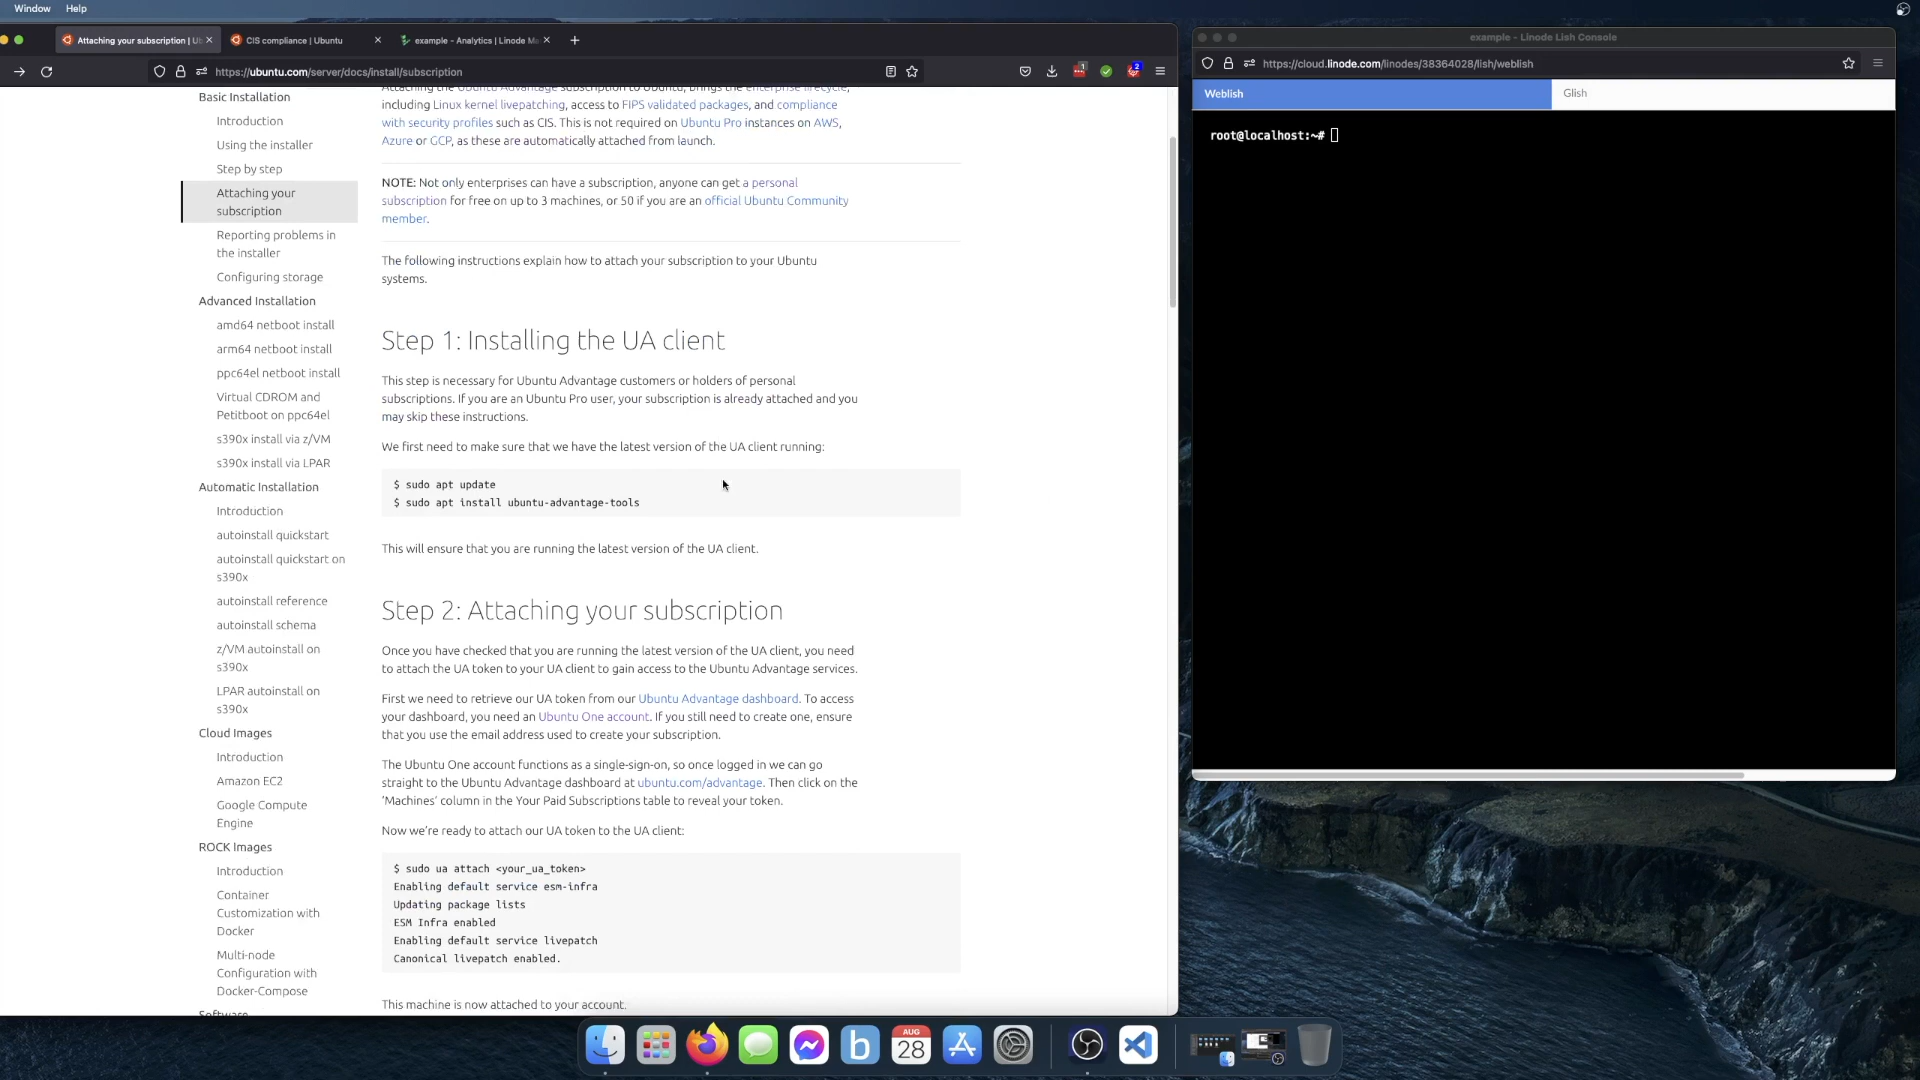 Window Help
Attaching your subscription | Ub
CIS compliance | Ubuntu
example - Analytics | Linode Ma
https://ubuntu.com/server/docs/install/subscription
1
2
Basic Installation
Introduction
Using the installer
Step by step
Attaching your
subscription
Reporting problems in
the installer
Configuring storage
Advanced Installation
amd64 netboot install
arm64 netboot install
ppc64el netboot install
Virtual CDROM and
Petitboot on ppc64el
s390x install via z/VM
s390x install via LPAR
Automatic Installation
Introduction
autoinstall quickstart
autoinstall quickstart on
s390x
autoinstall reference
autoinstall schema
z/VM autoinstall on
s390x
LPAR autoinstall on
s390x
Cloud Images
Introduction
Amazon EC2
Google Compute
Engine
ROCK Images
Introduction
Container
Customization with
Docker
Multi-node
Configuration with
Docker-Compose
Software
Attaching the Ubuntu Advantage subscription to Ubuntu, brings the enterprise lifecycle,
including Linux kernel livepatching, access to FIPS validated packages, and compliance
with security profiles such as CIS. This is not required on Ubuntu Pro instances on AWS,
Azure or GCP, as these are automatically attached from launch.
NOTE: Not only enterprises can have a subscription, anyone can get a personal
subscription for free on up to 3 machines, or 50 if you are an official Ubuntu Community
member.
The following instructions explain how to attach your subscription to your Ubuntu
systems.
Step 1: Installing the UA client
This step is necessary for Ubuntu Advantage customers or holders of personal
subscriptions. If you are an Ubuntu Pro user, your subscription is already attached and you
may skip these instructions.
We first need to make sure that we have the latest version of the UA client running:
$ sudo apt update
$ sudo apt install ubuntu-advantage-tools
This will ensure that you are running the latest version of the UA client.
Step 2: Attaching your subscription
Once you have checked that you are running the latest version of the UA client, you need
to attach the UA token to your UA client to gain access to the Ubuntu Advantage services.
First we need to retrieve our UA token from our Ubuntu Advantage dashboard. To access
your dashboard, you need an Ubuntu One account. If you still need to create one, ensure
that you use the email address used to create your subscription.
The Ubuntu One account functions as a single-sign-on, so once logged in we can go
straight to the Ubuntu Advantage dashboard at ubuntu.com/advantage. Then click on the
‘Machines’ column in the Your Paid Subscriptions table to reveal your token.
Now we’re ready to attach our UA token to the UA client:
$ sudo ua attach <your_ua_token>
Enabling default service esm-infra
Updating package lists
ESM Infra enabled
Enabling default service livepatch
Canonical livepatch enabled.
This machine is now attached to your account.
example - Linode Lish Console
https://cloud.linode.com/linodes/38364028/lish/weblish
Weblish
Glish
root@localhost:~#
AUG
28